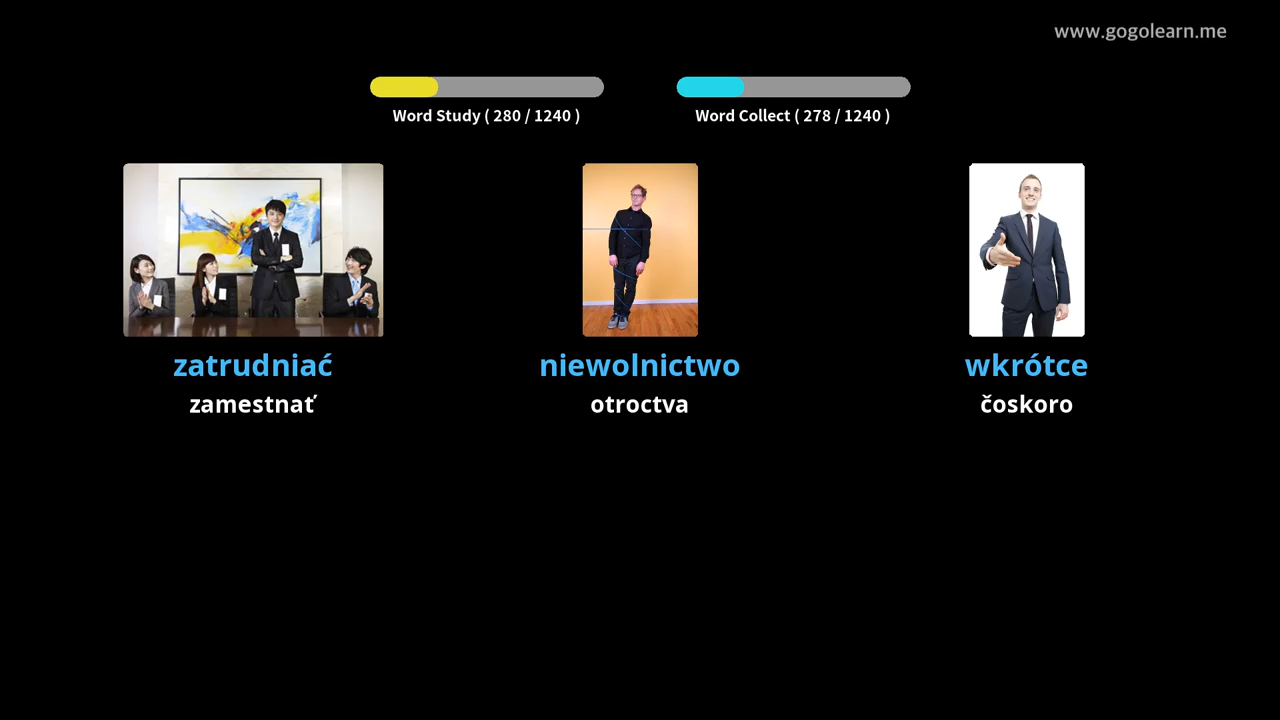 www.gogolearn.me
Word Study ( 280 / 1240 )
Word Collect ( 278 / 1240 )
zatrudniać
zamestnať
niewolnictwo
otroctva
wkrótce
čoskoro